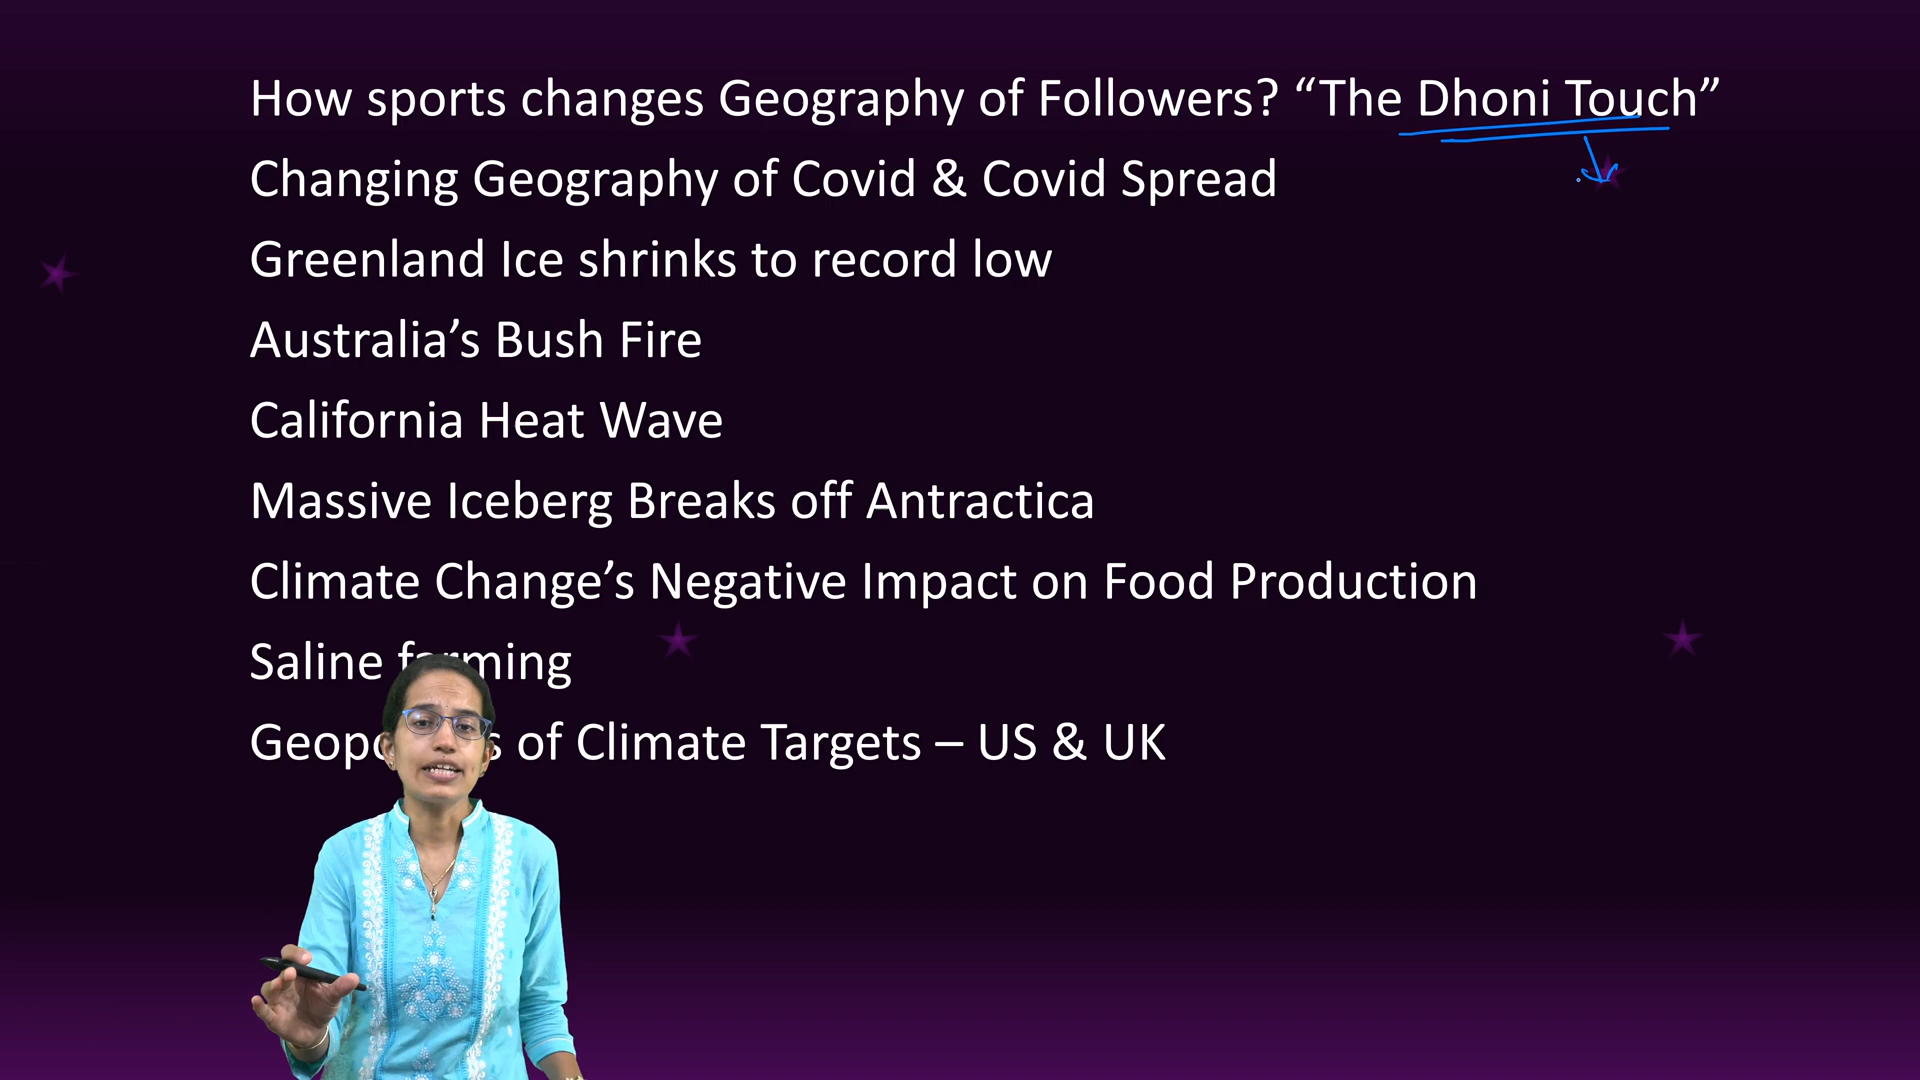 How sports changes Geography of Followers? “The Dhoni Touch”
Changing Geography of Covid & Covid Spread
Greenland Ice shrinks to record low
Australia’s Bush Fire
California Heat Wave
Massive Iceberg Breaks off Antractica
Climate Change’s Negative Impact on Food Production
Saline farming
of Climate Targets – US & UK